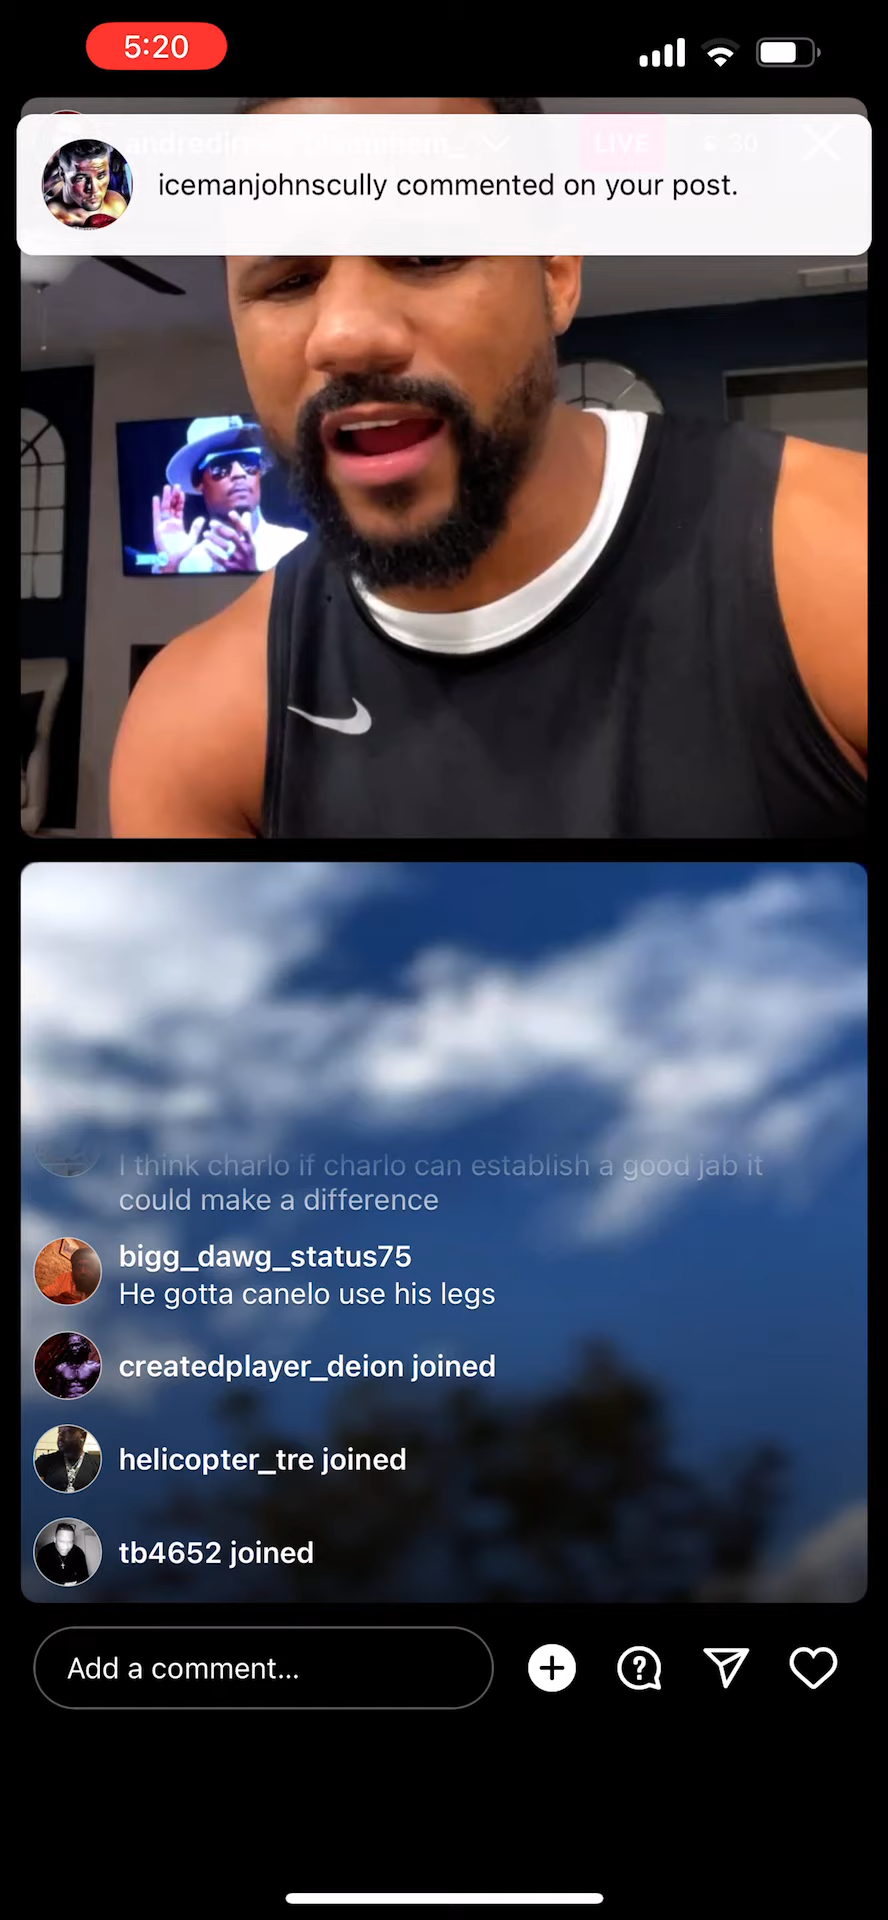 5:20
LIVE
30
icemanjohnscully commented on your post.
I think charlo if charlo can establish a good jab it
could make a difference
bigg_dawg_status75
He gotta canelo use his legs
createdplayer_deion joined
helicopter_tre joined
tb4652 joined
Add a comment...